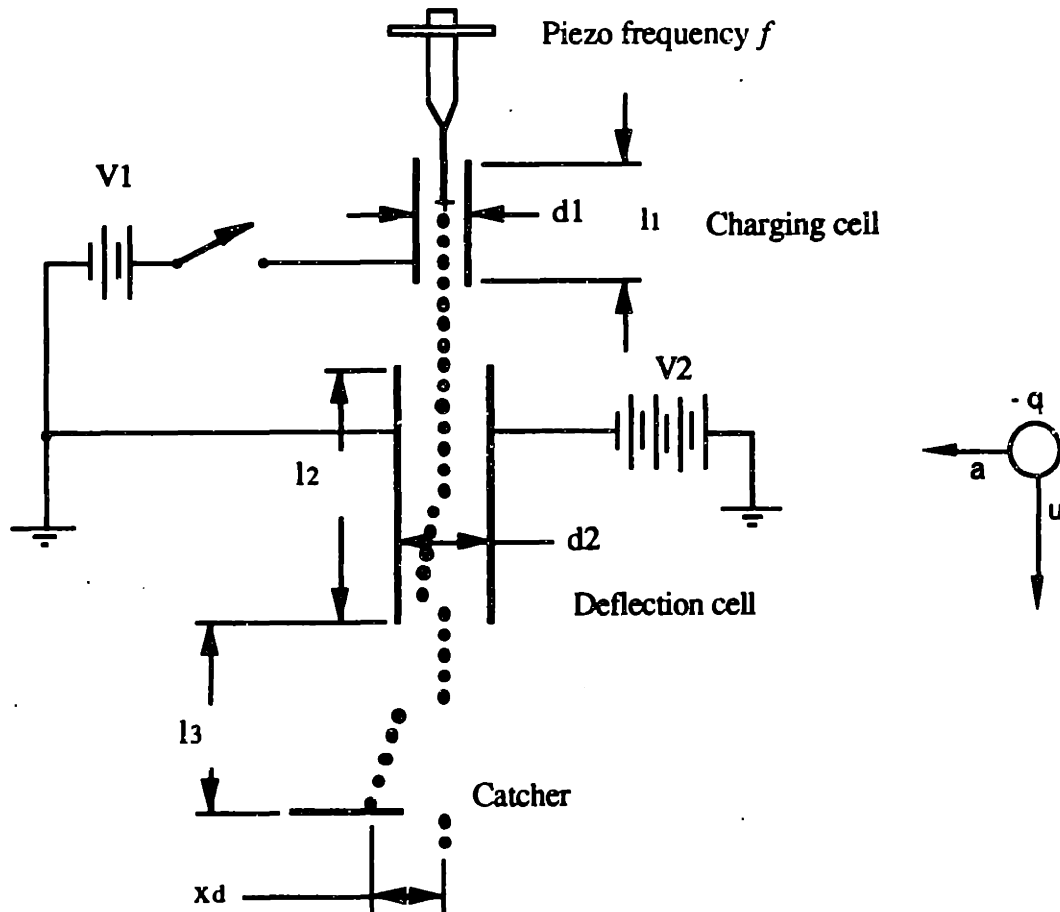 Piezo frequency f
V1
d1
l1
Charging cell
V2
- q
a
u
l2
d2
Deflection cell
l3
Catcher
Xd